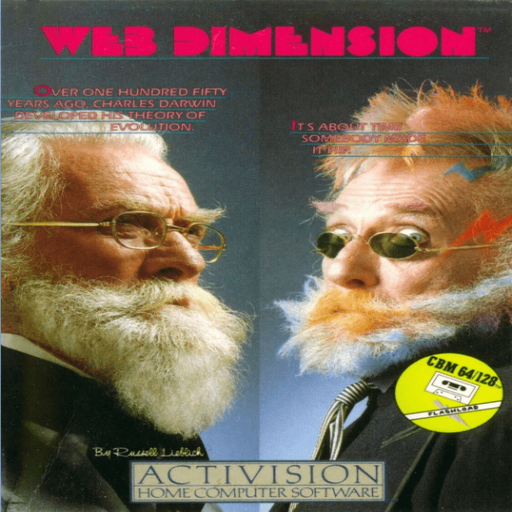 WEB DIMENSION™
OVER ONE HUNDRED FIFTY
YEARS AGO, CHARLES DARWIN
DEVELOPED HIS THEORY OF
EVOLUTION.
IT'S ABOUT TIME
SOMEBODY MADE
IT
CBM 64/128
FLASHLOAD
By Russell Lieblich
ACTIVISION
HOME COMPUTER SOFTWARE